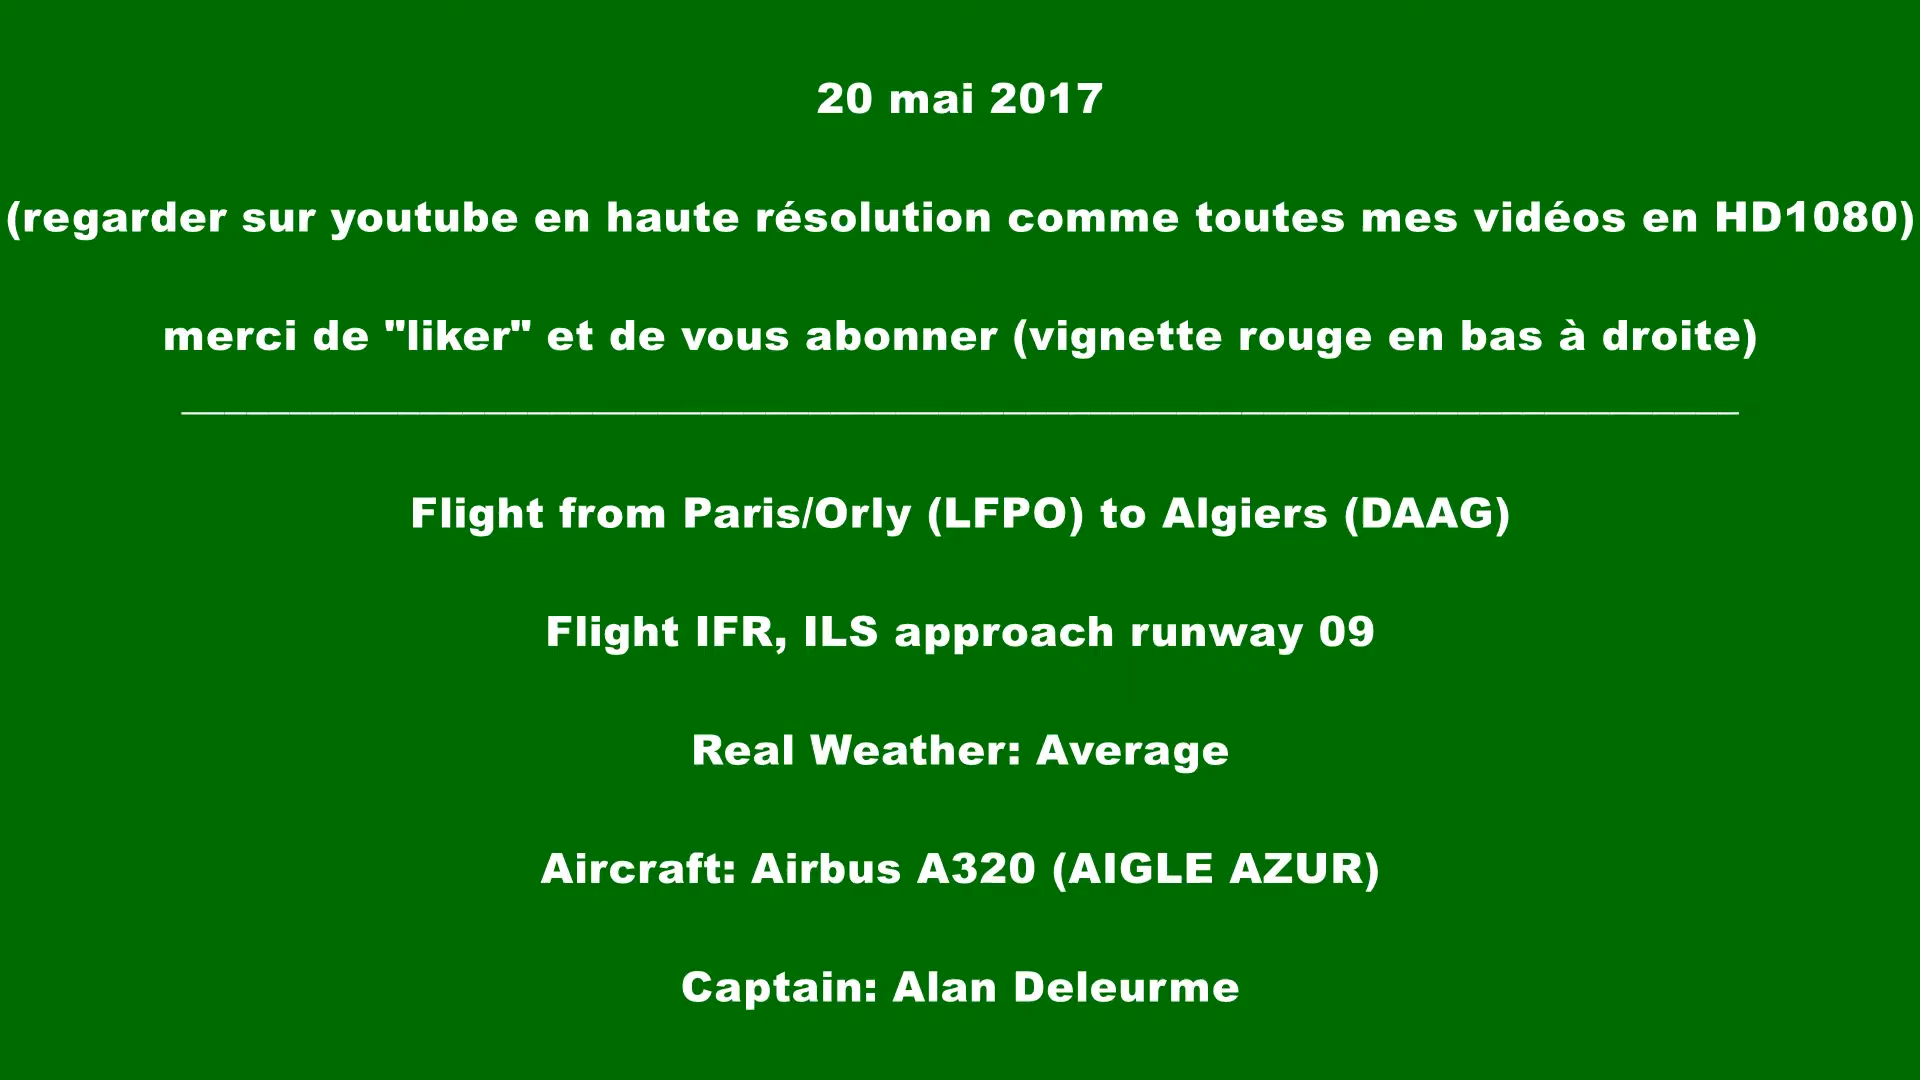 20 mai 2017
(regarder sur youtube en haute résolution comme toutes mes vidéos en HD1080)
merci de "liker" et de vous abonner (vignette rouge en bas à droite)
Flight from Paris/Orly (LFPO) to Algiers (DAAG)
Flight IFR, ILS approach runway 09
Real Weather: Average
Aircraft: Airbus A320 (AIGLE AZUR)
Captain: Alan Deleurme